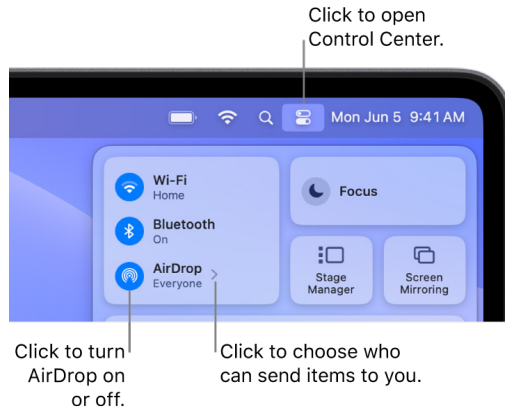 Click to open
Control Center.
Mon Jun 5 9:41 AM
Wi-Fi
Home
Focus
Bluetooth
On
AirDrop
Everyone
Stage
Manager
Screen
Mirroring
Click to turn
AirDrop on
or off.
Click to choose who
can send items to you.